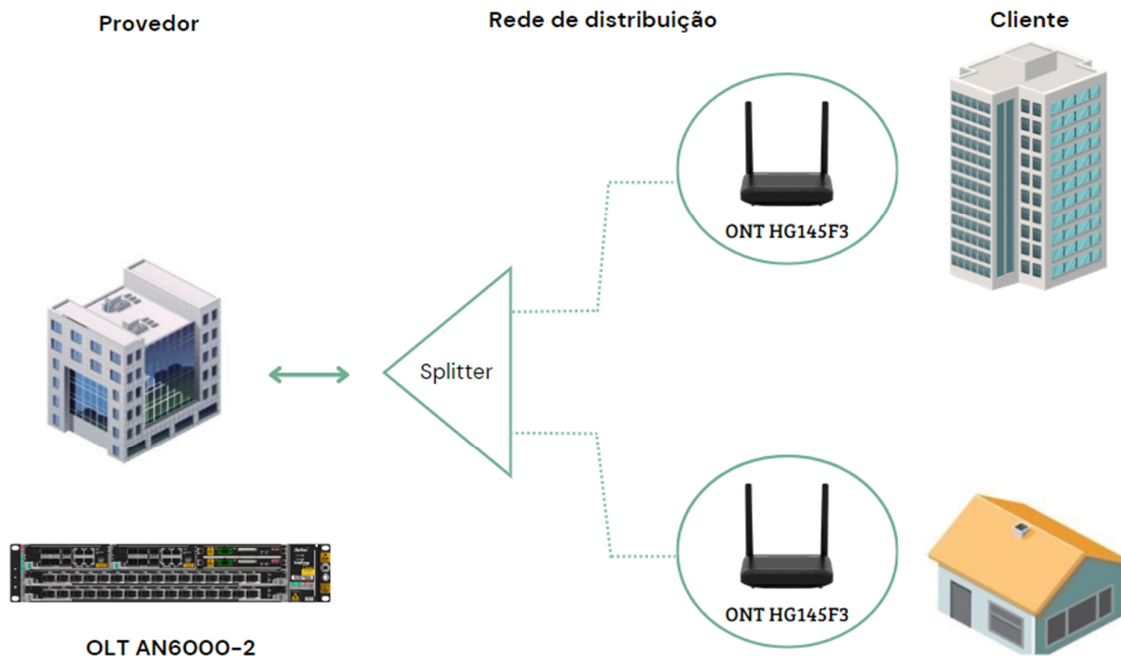 Provedor
Rede de distribuição
Cliente
ONT HG145F3
Splitter
ONT HG145F3
OLT AN6000-2